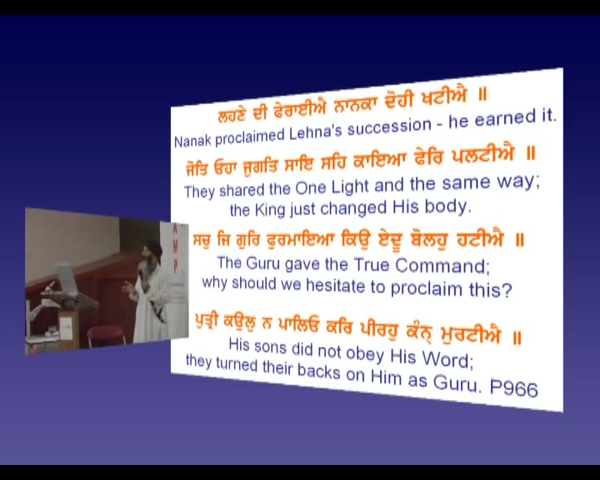 ਲਹਣੇ ਦੀ ਫੇਰਾਈਐ ਨਾਨਕਾ ਦੋਹੀ ਖਟੀਐ ॥
Nanak proclaimed Lehna's succession - he earned it.
ਜੋਤਿ ਓਹਾ ਜੁਗਤਿ ਸਾਇ ਸਹਿ ਕਾਇਆ ਫੇਰਿ ਪਲਟੀਐ ॥
They shared the One Light and the same way;
the King just changed His body.
ਸਚੁ ਜਿ ਗੁਰਿ ਫੁਰਮਾਇਆ ਕਿਉ ਏਦੂ ਬੋਲਹੁ ਹਟੀਐ ॥
The Guru gave the True Command;
why should we hesitate to proclaim this?
ਪੁਤ੍ਰੀ ਕਉਲੁ ਨ ਪਾਲਿਓ ਕਰਿ ਪੀਰਹੁ ਕੰਨ੍ ਮੁਰਟੀਐ ॥
His sons did not obey His Word;
they turned their backs on Him as Guru. P966
AMP